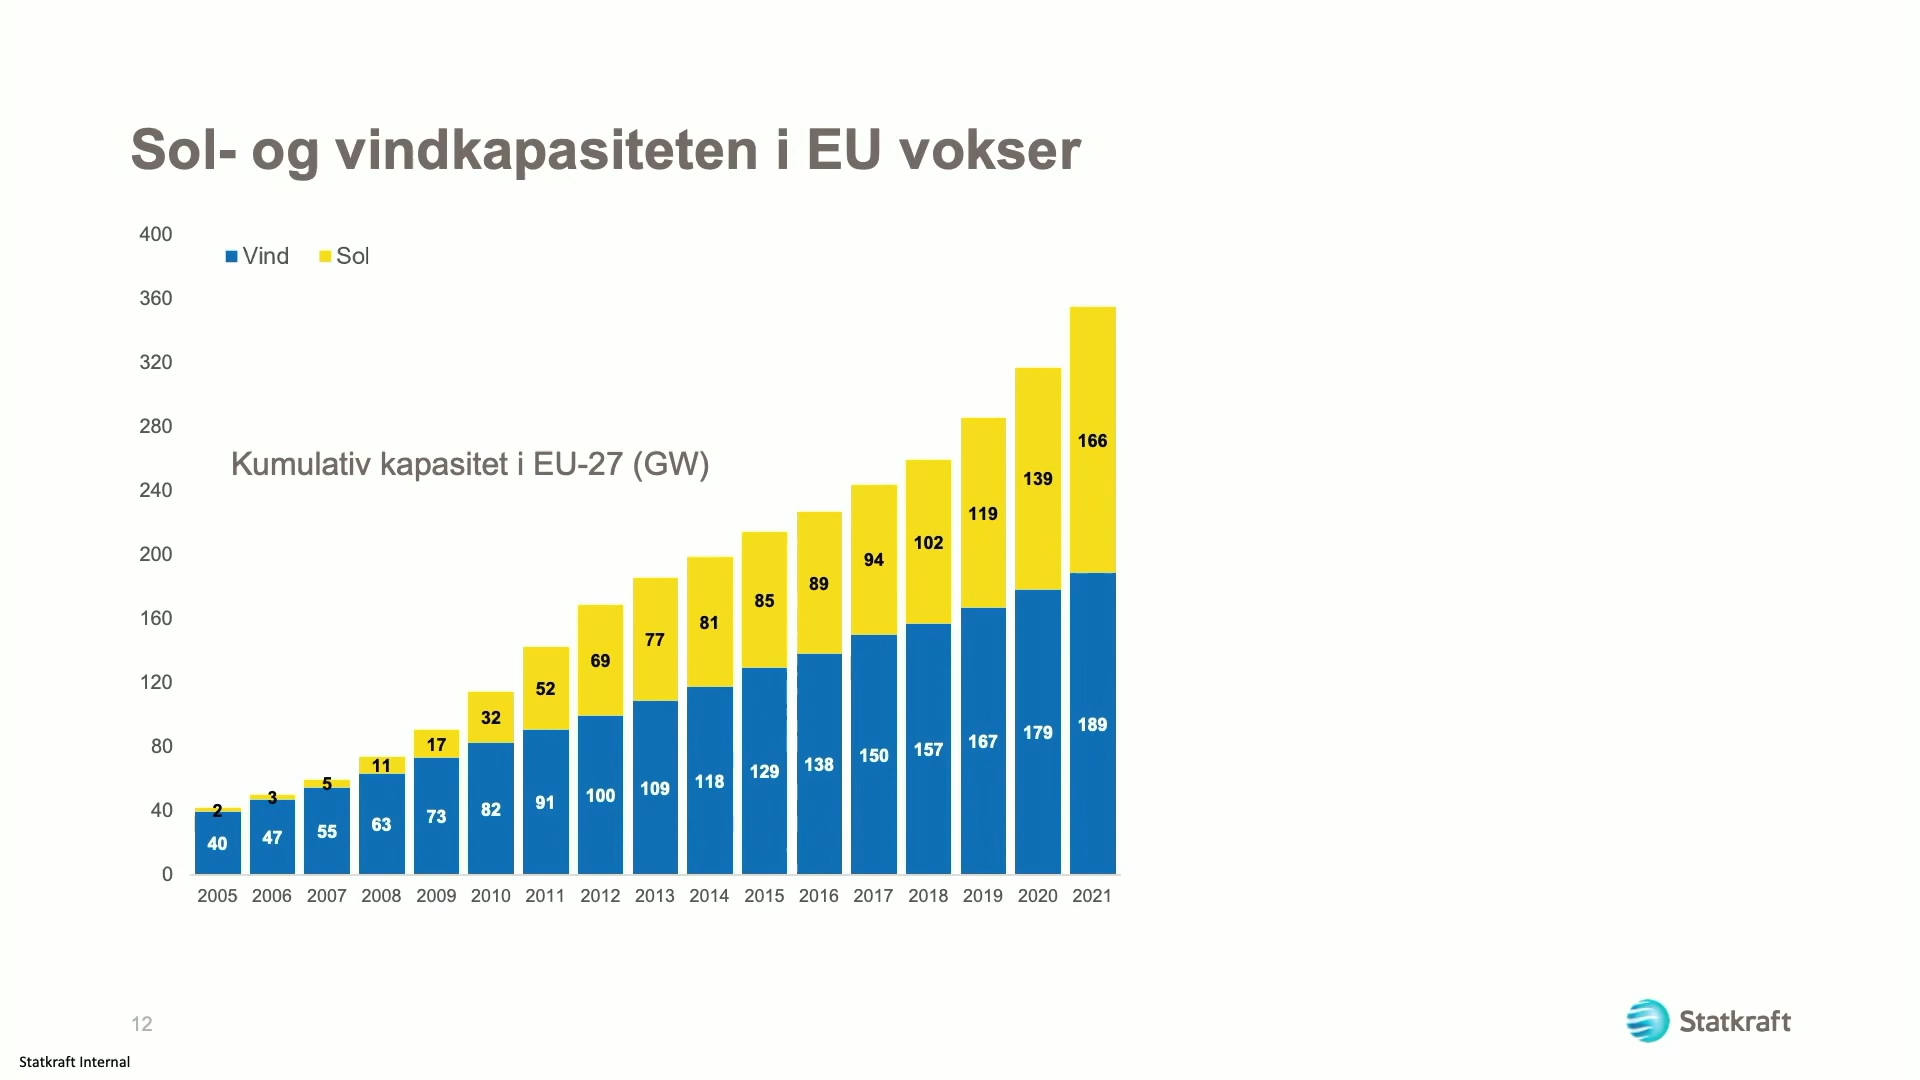 Sol- og vindkapasiteten i EU vokser
400
Vind Sol
360
320
280
Kumulativ kapasitet i EU-27 (GW)
240
200
160
120
80
40
0
2 3 5 11 17 32 52 69 77 81 85 89 94 102 119 139 166
40 47 55 63 73 82 91 100 109 118 129 138 150 157 167 179 189
2005 2006 2007 2008 2009 2010 2011 2012 2013 2014 2015 2016 2017 2018 2019 2020 2021
12
Statkraft
Statkraft Internal